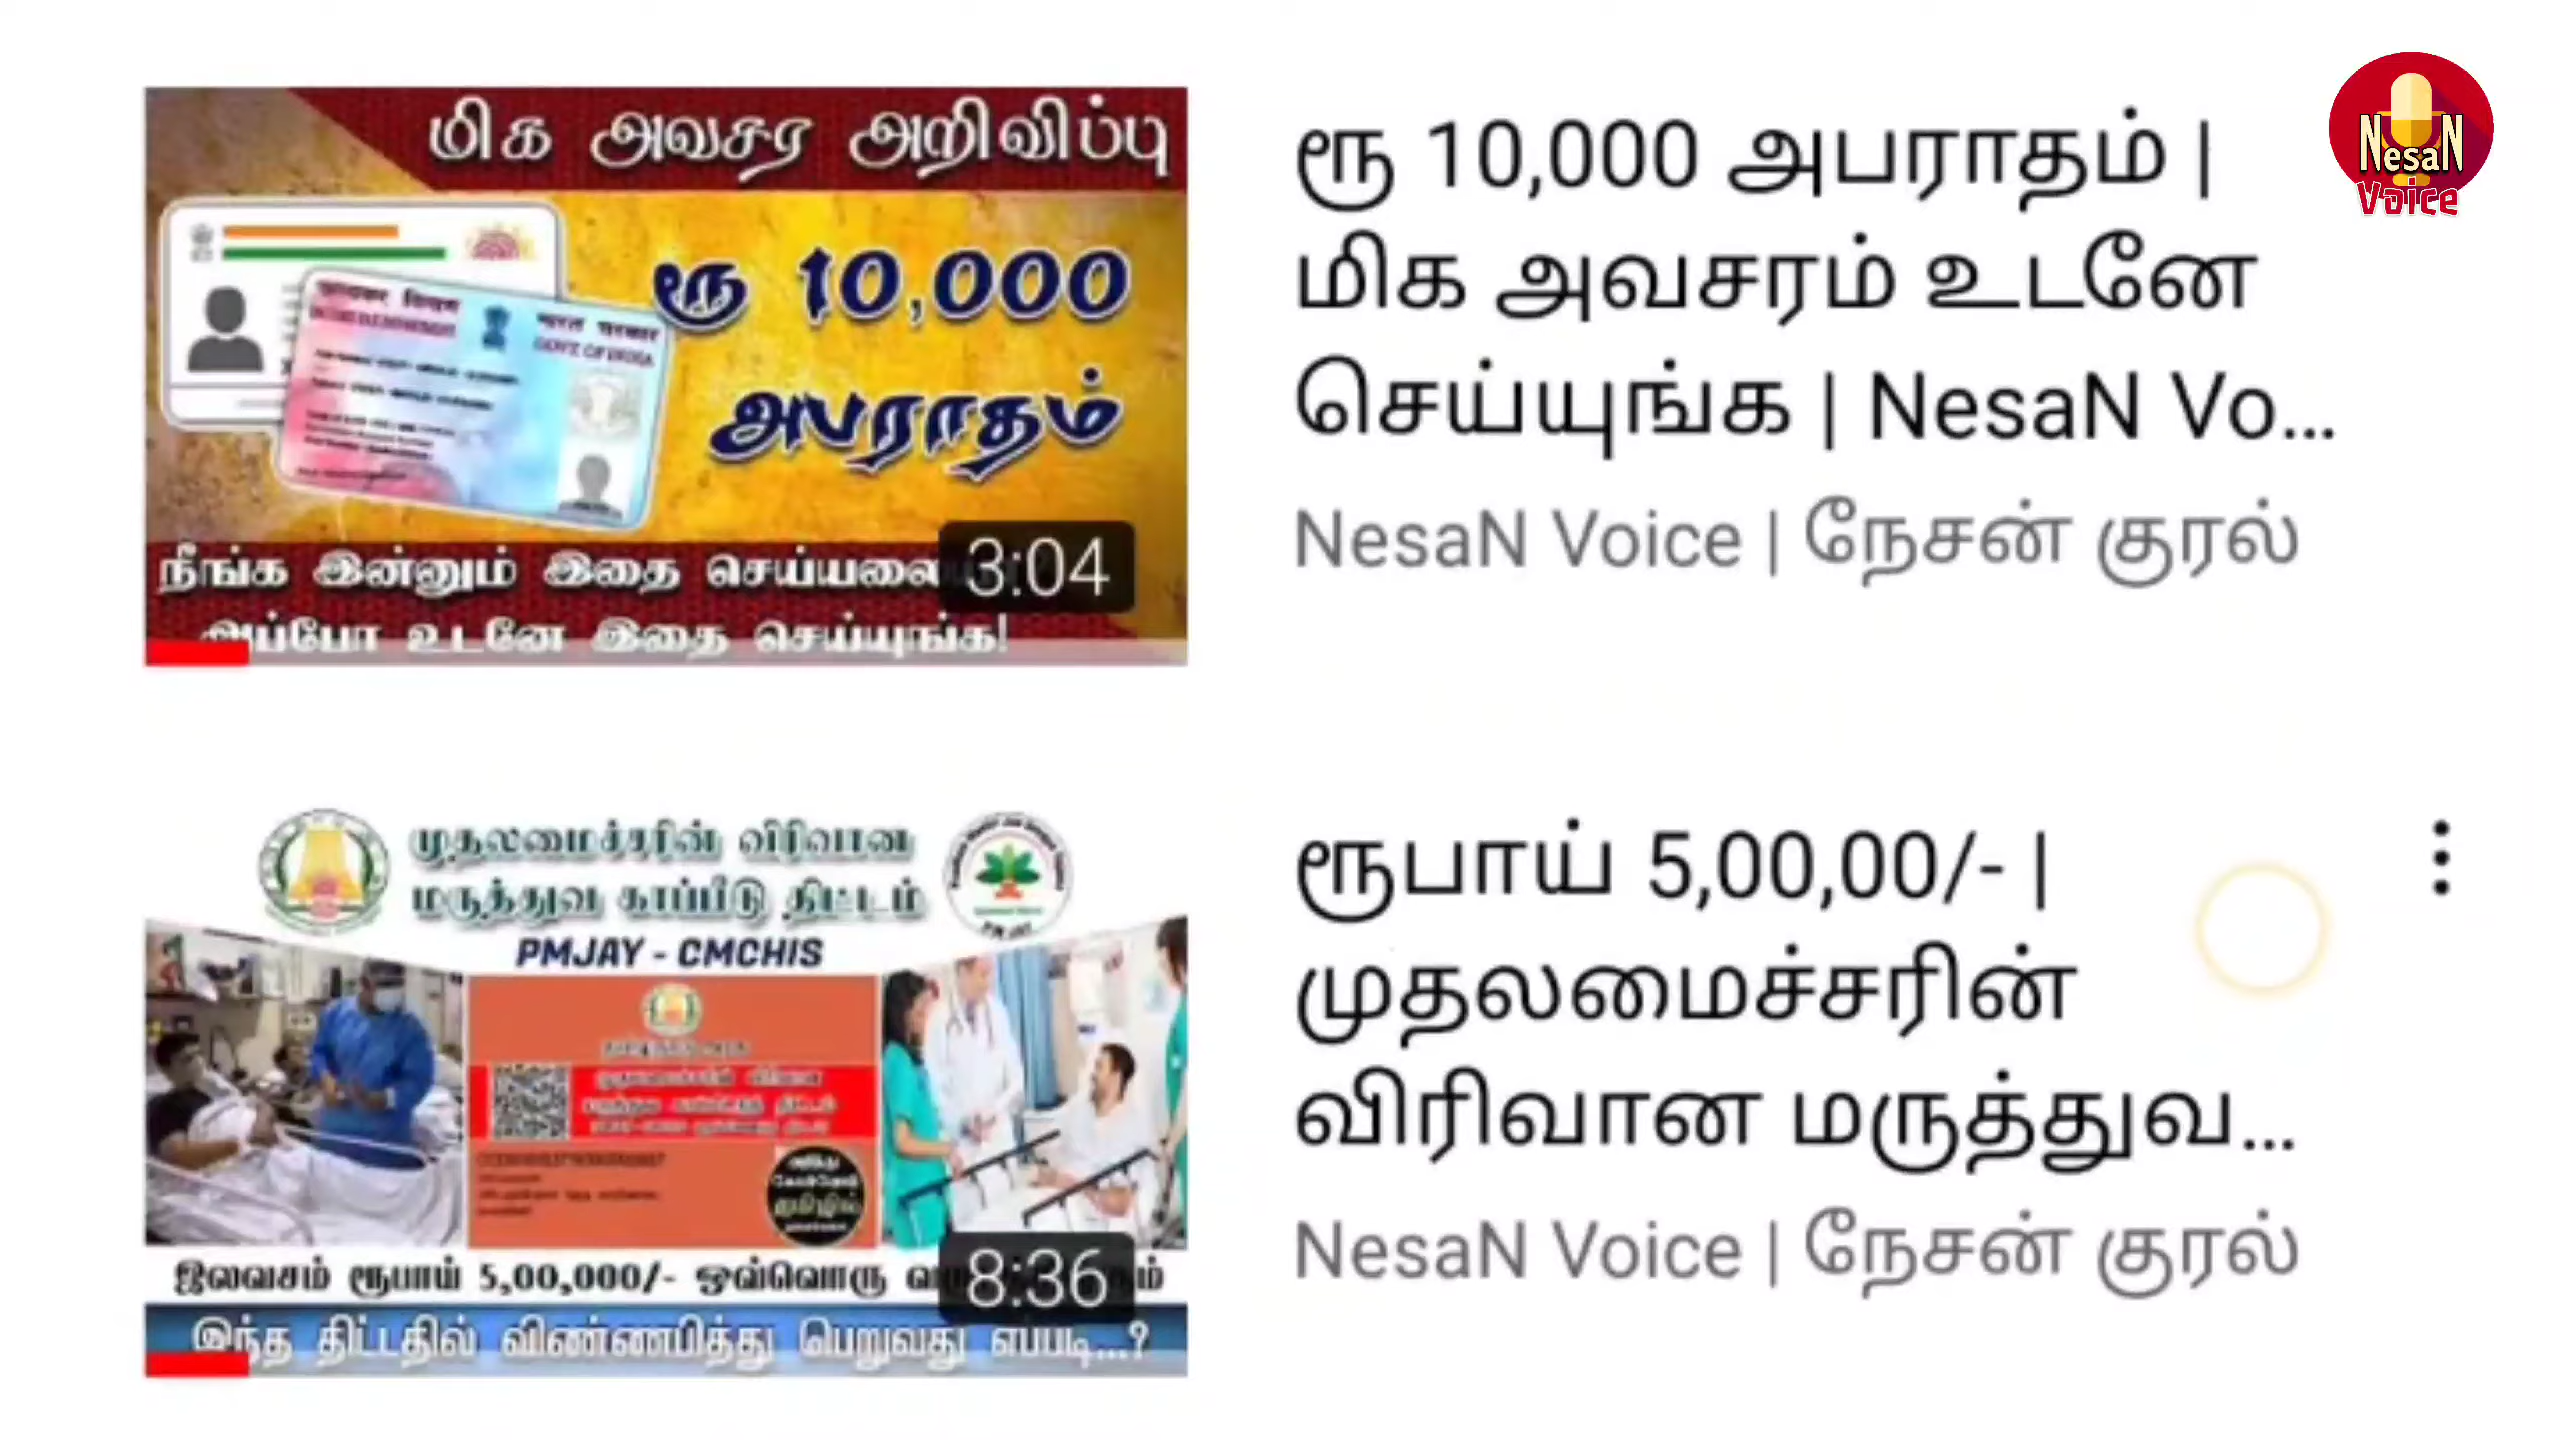 மிக அவசர அறிவிப்பு
ரூ 10,000
அபராதம்
GOVT OF INDIA
நீங்க இன்னும் இதை செய்யலை
3:04
அப்போ உடனே இதை செய்யுங்க!
ரூ 10,000 அபராதம் |
மிக அவசரம் உடனே
செய்யுங்க | NesaN Vo...
NesaN Voice | நேசன் குரல்
NesaN
Voice
முதலமைச்சரின் விரிவான
மருத்துவ காப்பீடு திட்டம்
PMJAY - CMCHIS
இலவசம் ரூபாய் 5,00,000/- ஒவ்வொரு
8:36
இந்த திட்டதில் விண்ணபித்து பெறுவது எப்படி...?
ரூபாய் 5,00,00/- |
முதலமைச்சரின்
விரிவான மருத்துவ...
NesaN Voice | நேசன் குரல்